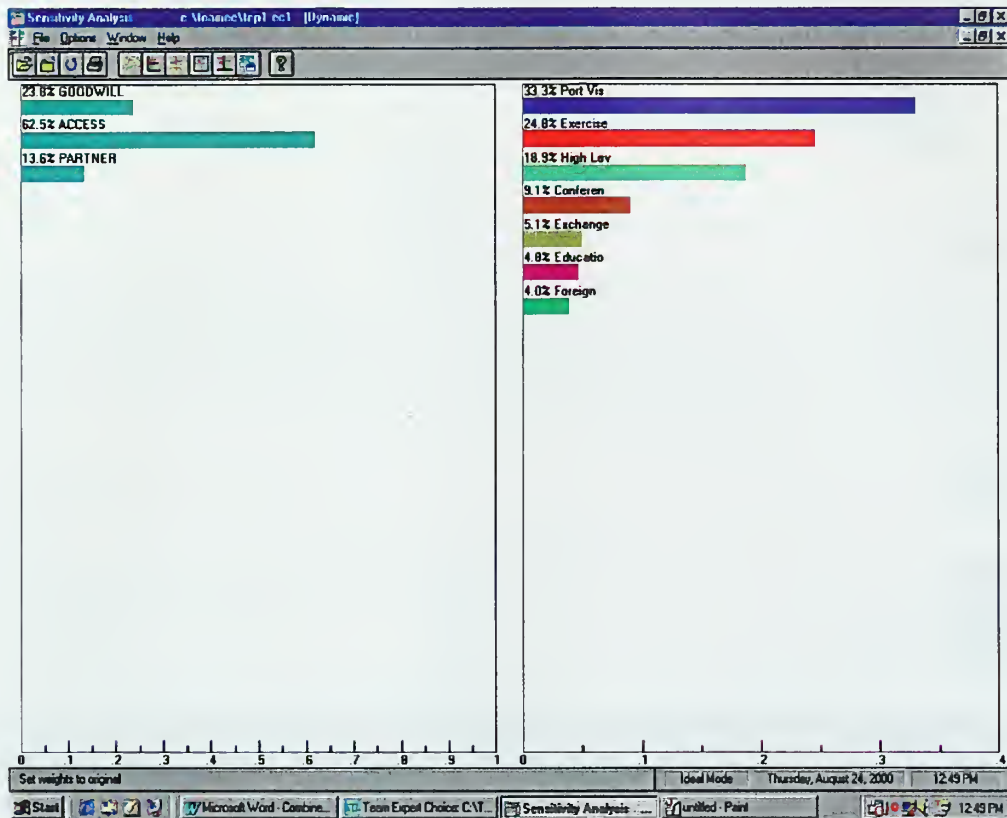 Sensitivity Analysis [Dynamic]
File Options Window Help
23.8% GOODWILL
62.5% ACCESS
13.6% PARTNER
0 .1 .2 .3 .4 .5 .6 .7 .8 .9 1
33.3% Port Vis
24.8% Exercise
18.9% High Lev
9.1% Conferen
5.1% Exchange
4.8% Educatio
4.0% Foreign
0 .1 .2 .3 .4
Set weights to original
Ideal Mode Thursday, August 24, 2000 12:49 PM
Start Microsoft Word - Combine... Team Expert Choice: C:\T... Sensitivity Analysis ... untitled - Paint 12:49 PM